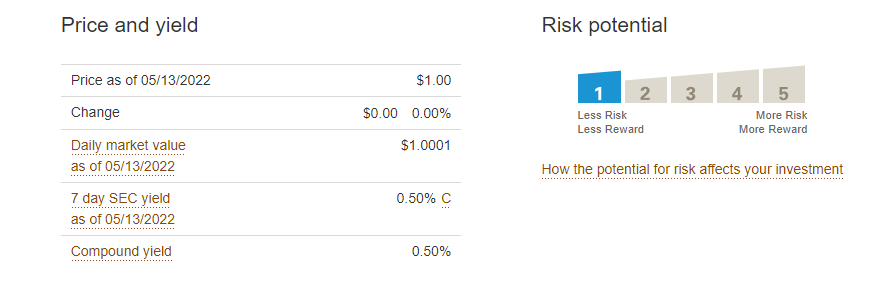 Price and yield
Price as of 05/13/2022 $1.00
Change $0.00 0.00%
Daily market value $1.0001
as of 05/13/2022
7 day SEC yield 0.50% C
as of 05/13/2022
Compound yield 0.50%
Risk potential
1 2 3 4 5
Less Risk More Risk
Less Reward More Reward
How the potential for risk affects your investment